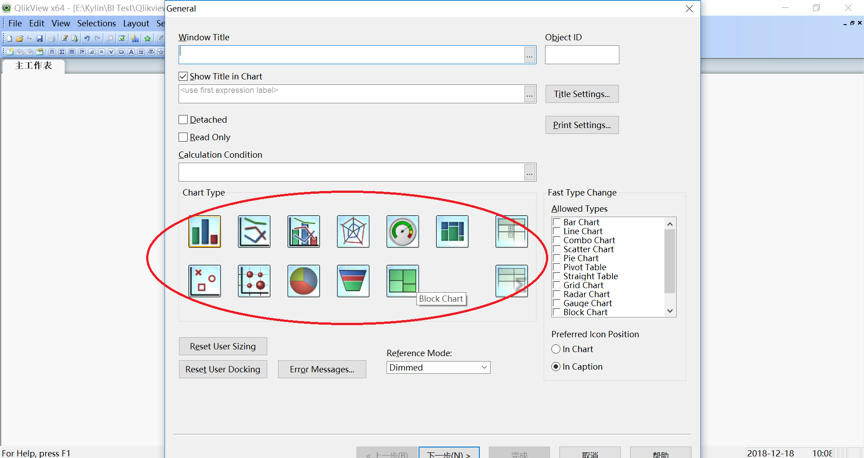 QlikView x64 - [E:\Kylin\BI Test\Qlikview
General
File Edit View Selections Layout Se
主工作表
Window Title
Object ID
...
Show Title in Chart
<use first expression label>
...
Title Settings...
Detached
Print Settings...
Read Only
Calculation Condition
...
Chart Type
Fast Type Change
Allowed Types
Bar Chart
Line Chart
Combo Chart
Scatter Chart
Pie Chart
Pivot Table
Straight Table
Grid Chart
Radar Chart
Gauge Chart
Block Chart
Block Chart
Preferred Icon Position
In Chart
In Caption
Reset User Sizing
Reference Mode:
Reset User Docking
Error Messages...
Dimmed
< 上一步(B)
下一步(N) >
完成
取消
帮助
For Help, press F1
2018-12-18